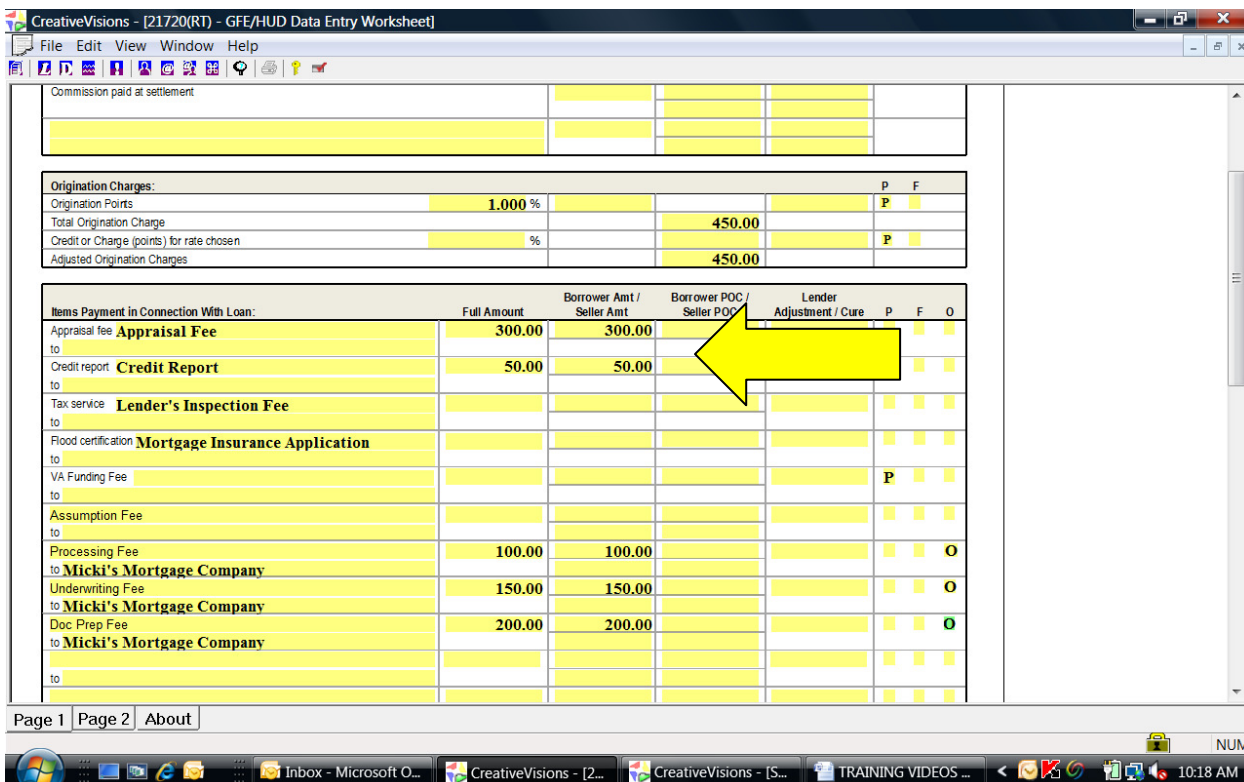 CreativeVisions - [21720(RT) - GFE/HUD Data Entry Worksheet]
File Edit View Window Help
Commission paid at settlement
Origination Charges: P F
Origination Points 1.000 % P
Total Origination Charge 450.00
Credit or Charge (points) for rate chosen % P
Adjusted Origination Charges 450.00
Borrower Amt / Borrower POC / Lender
Items Payment in Connection With Loan: Full Amount Seller Amt Seller POC Adjustment / Cure P F O
Appraisal fee Appraisal Fee 300.00 300.00
to
Credit report Credit Report 50.00 50.00
to
Tax service Lender's Inspection Fee
to
Flood certification Mortgage Insurance Application
to
VA Funding Fee P
to
Assumption Fee
to
Processing Fee 100.00 100.00 O
to Micki's Mortgage Company
Underwriting Fee 150.00 150.00 O
to Micki's Mortgage Company
Doc Prep Fee 200.00 200.00 O
to Micki's Mortgage Company
to
Page 1 Page 2 About
NUM
Inbox - Microsoft O... CreativeVisions - [2... CreativeVisions - [S... TRAINING VIDEOS ... 10:18 AM